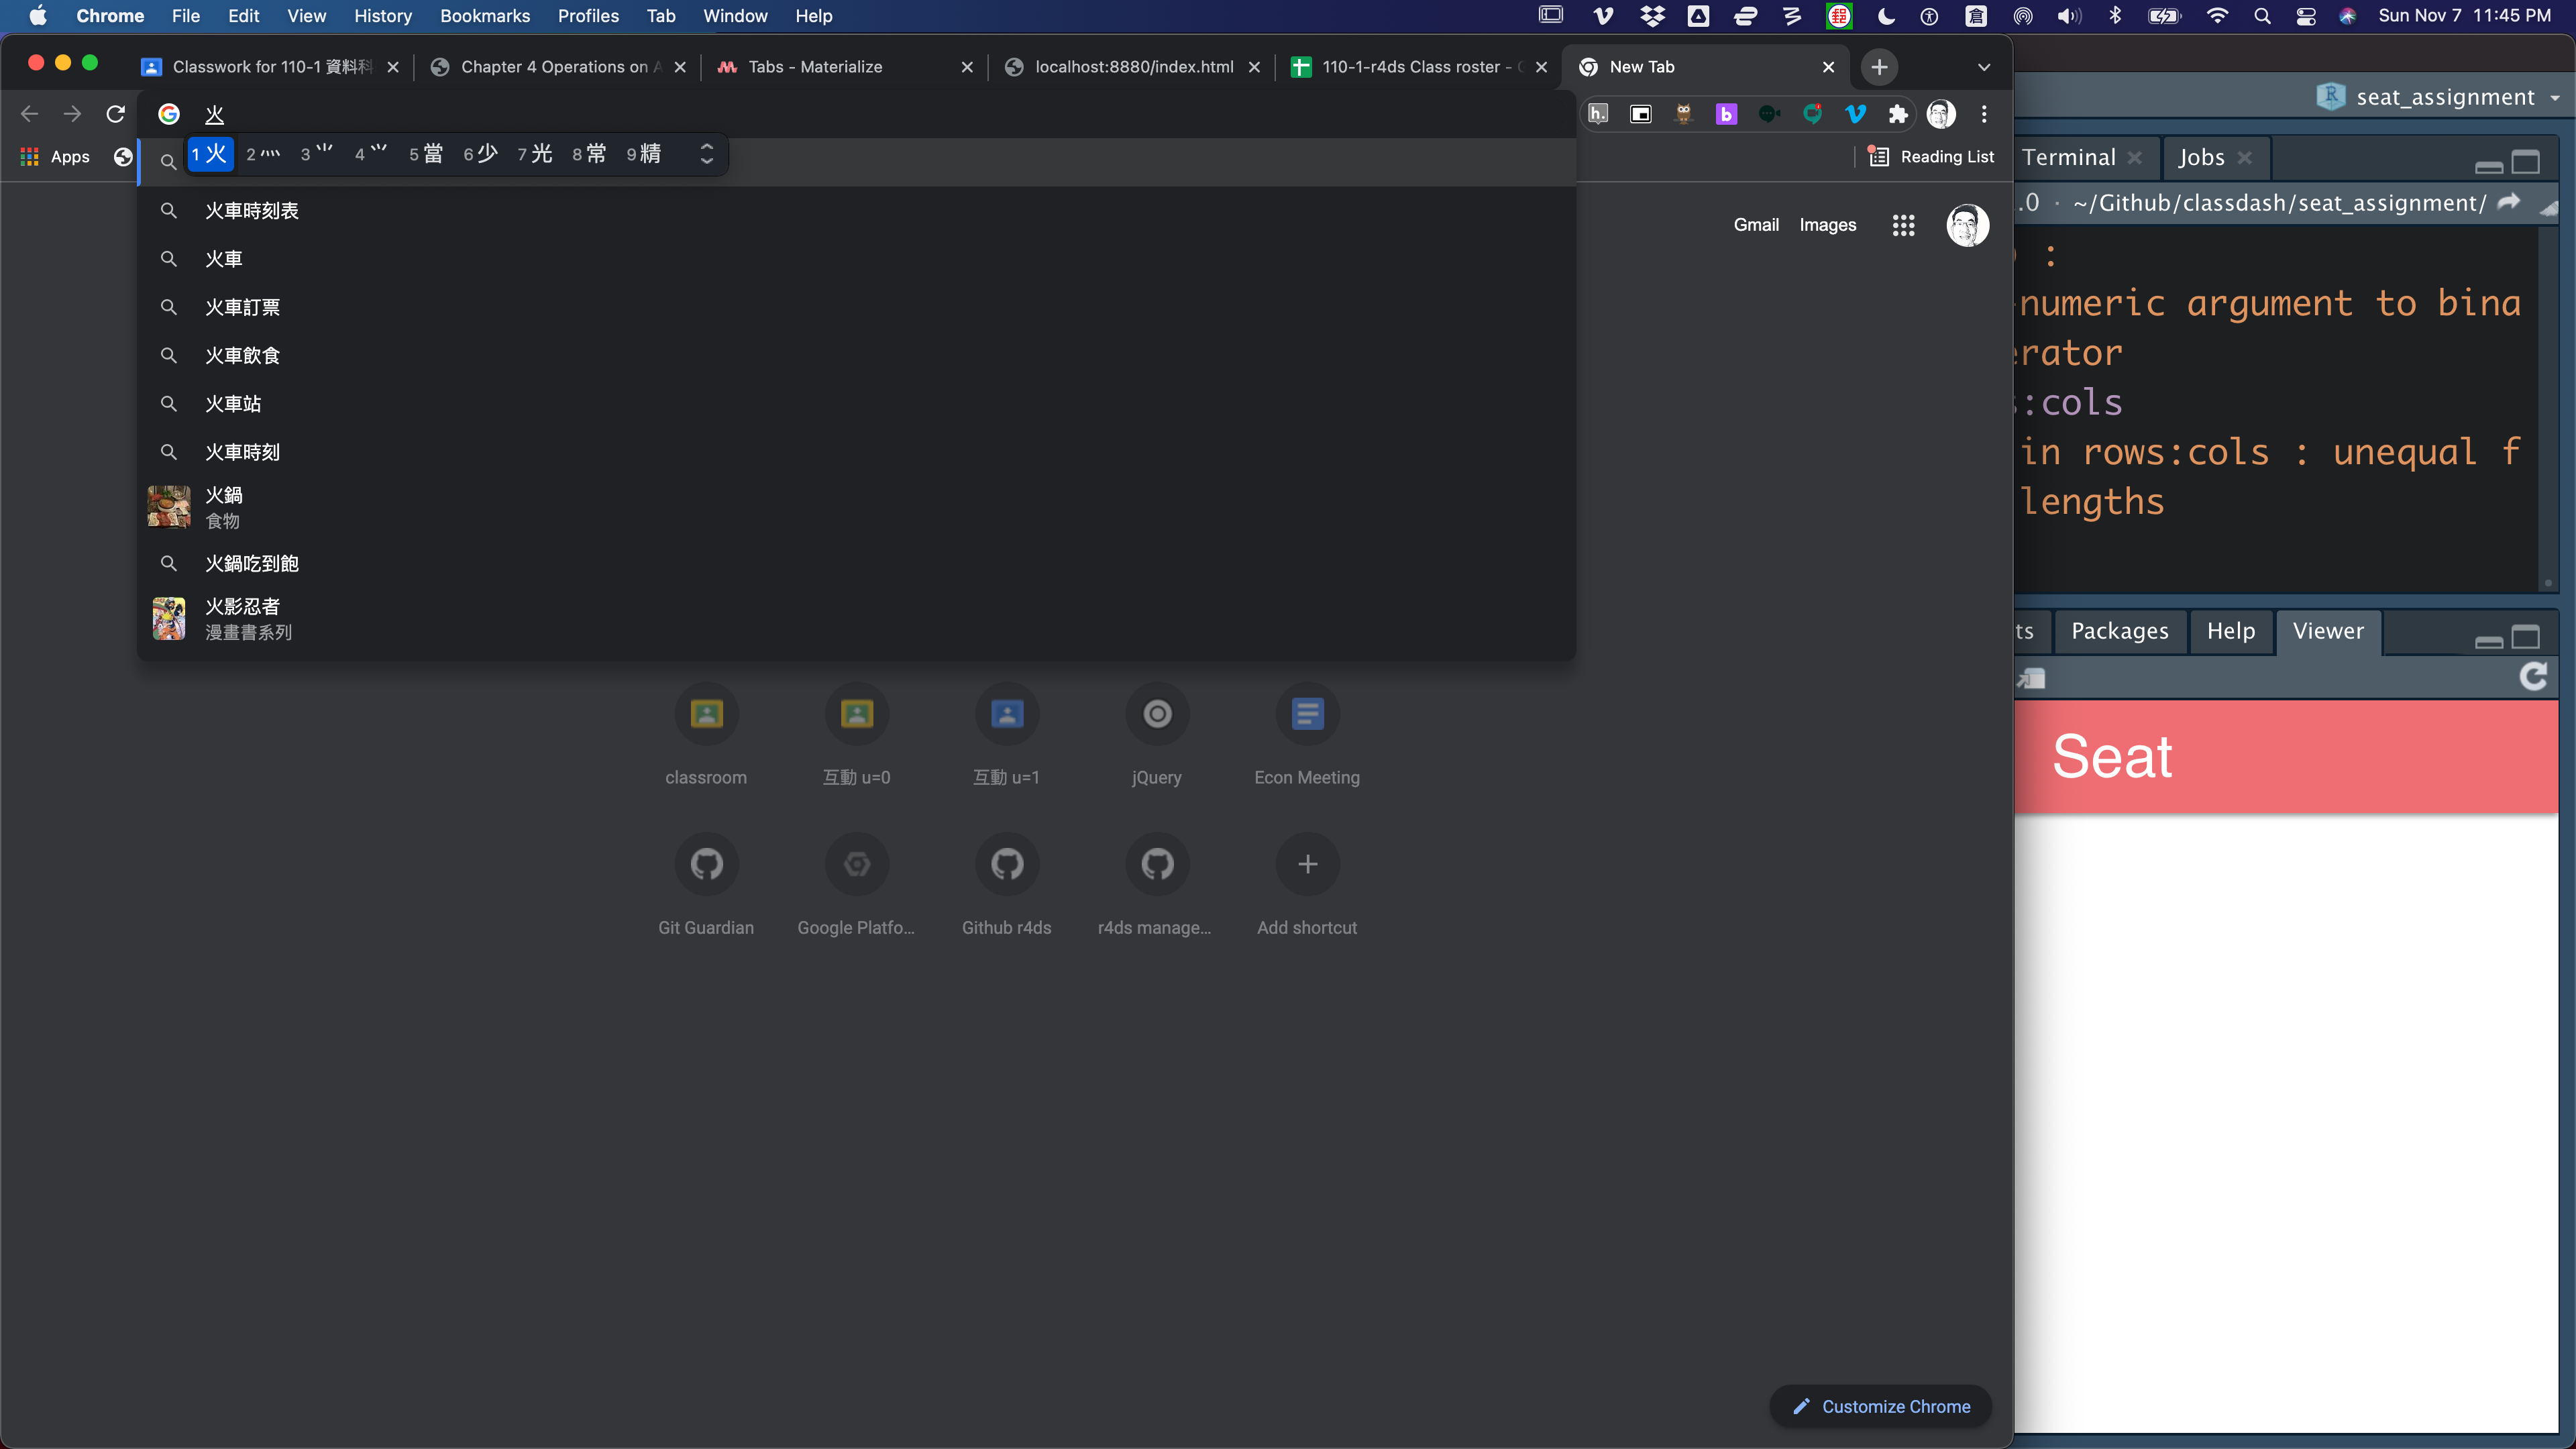 Chrome File Edit View History Bookmarks Profiles Tab Window Help
郵 倉 Sun Nov 7 11:45 PM
Classwork for 110-1 資料科
Chapter 4 Operations on A
Tabs - Materialize
localhost:8880/index.html
110-1-r4ds Class roster -
New Tab
火
h. b
seat_assignment
Apps
1 火 2 灬 3 ⺌ 4 5 當 6 少 7 光 8 常 9 精
Reading List
Terminal Jobs
火車時刻表
.0 · ~/Github/classdash/seat_assignment/
Gmail Images
火車
:
火車訂票
numeric argument to bina
火車飲食
erator
火車站
:cols
火車時刻
in rows:cols : unequal f
火鍋
食物
lengths
火鍋吃到飽
火影忍者
漫畫書系列
ts Packages Help Viewer
Seat
classroom 互動 u=0 互動 u=1 jQuery Econ Meeting
Git Guardian Google Platfo... Github r4ds r4ds manage... Add shortcut
Customize Chrome